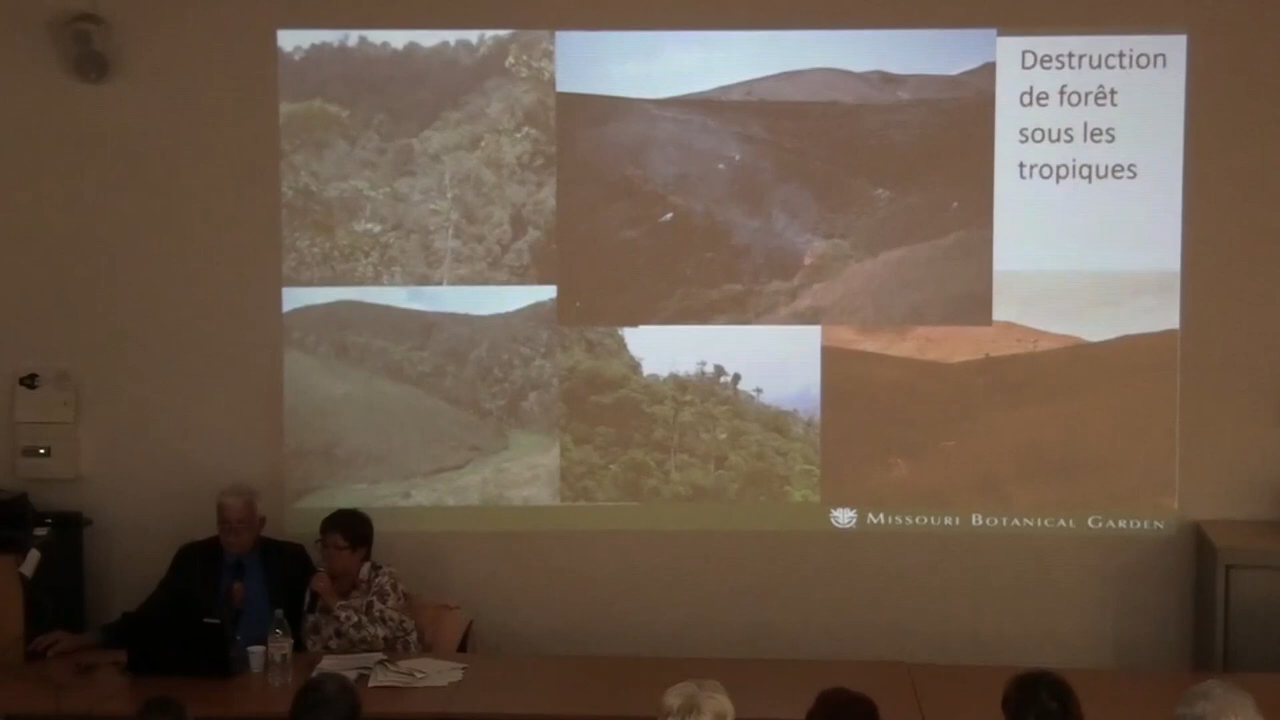 Destruction
de forêt
sous les
tropiques
MISSOURI BOTANICAL GARDEN